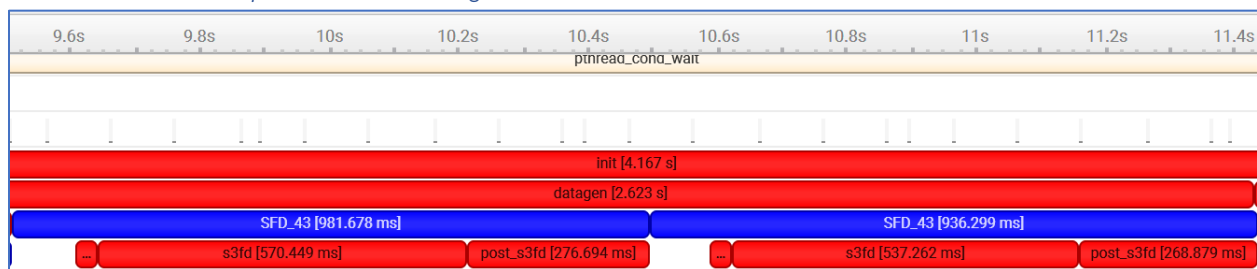 9.6s 9.8s 10s 10.2s 10.4s 10.6s 10.8s 11s 11.2s 11.4s
pthread_cond_wait
init [4.167 s]
datagen [2.623 s]
SFD_43 [981.678 ms] SFD_43 [936.299 ms]
... s3fd [570.449 ms] post_s3fd [276.694 ms] ... s3fd [537.262 ms] post_s3fd [268.879 ms]